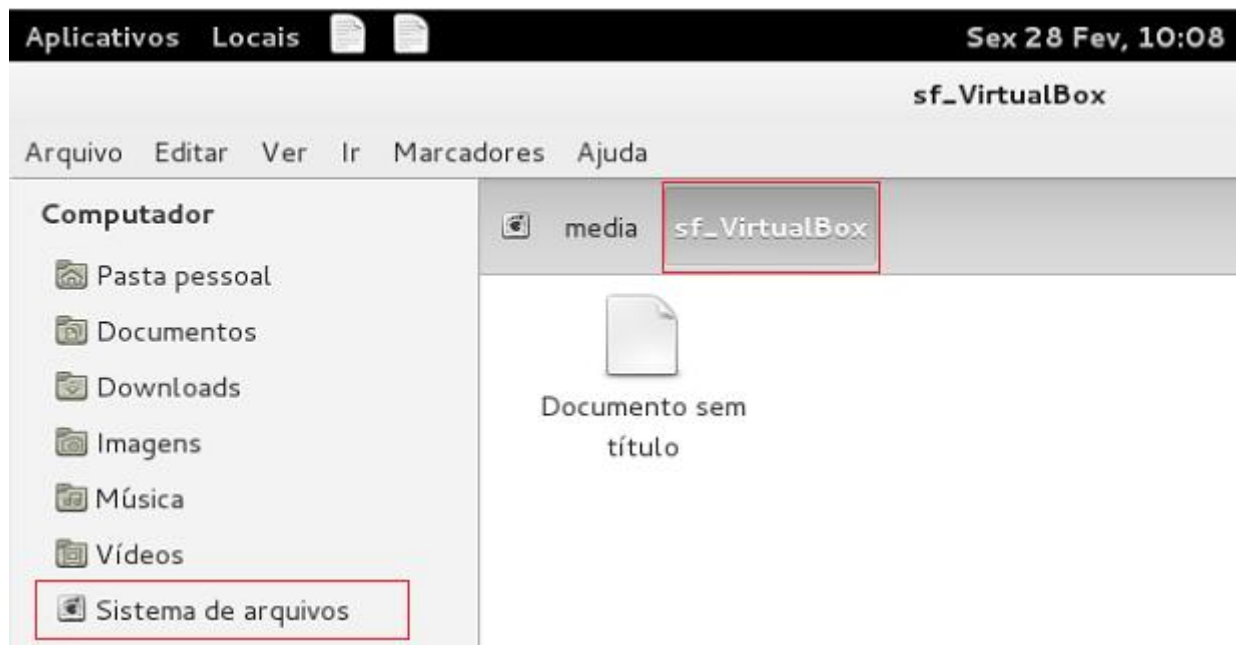 Aplicativos Locais Sex 28 Fev, 10:08
sf_VirtualBox
Arquivo Editar Ver Ir Marcadores Ajuda
Computador
Pasta pessoal
Documentos
Downloads
Imagens
Música
Vídeos
Sistema de arquivos
media sf_VirtualBox
Documento sem
título